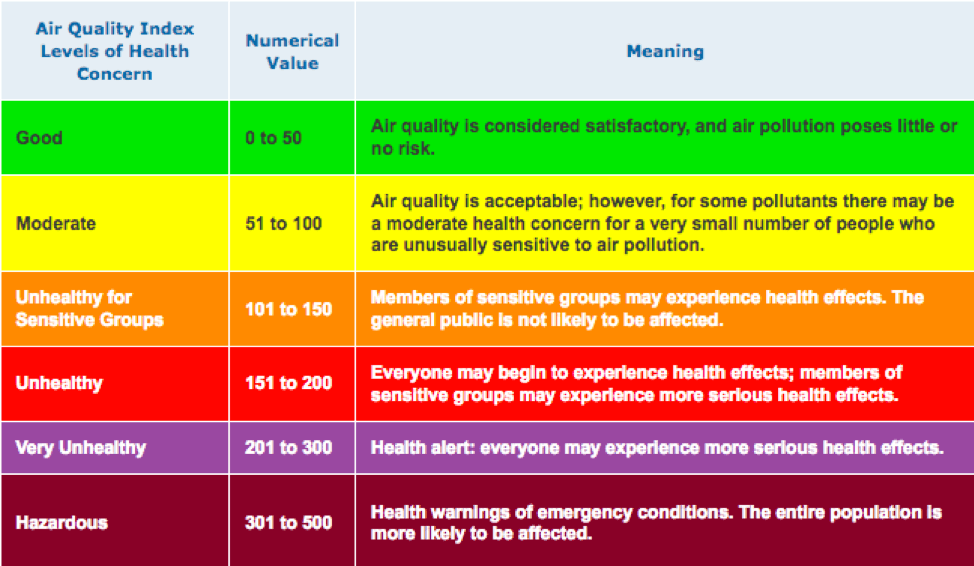 Air Quality Index
Levels of Health
Concern
Numerical
Value
Meaning
Good
0 to 50
Air quality is considered satisfactory, and air pollution poses little or
no risk.
Moderate
51 to 100
Air quality is acceptable; however, for some pollutants there may be
a moderate health concern for a very small number of people who
are unusually sensitive to air pollution.
Unhealthy for
Sensitive Groups
101 to 150
Members of sensitive groups may experience health effects. The
general public is not likely to be affected.
Unhealthy
151 to 200
Everyone may begin to experience health effects; members of
sensitive groups may experience more serious health effects.
Very Unhealthy
201 to 300
Health alert: everyone may experience more serious health effects.
Hazardous
301 to 500
Health warnings of emergency conditions. The entire population is
more likely to be affected.